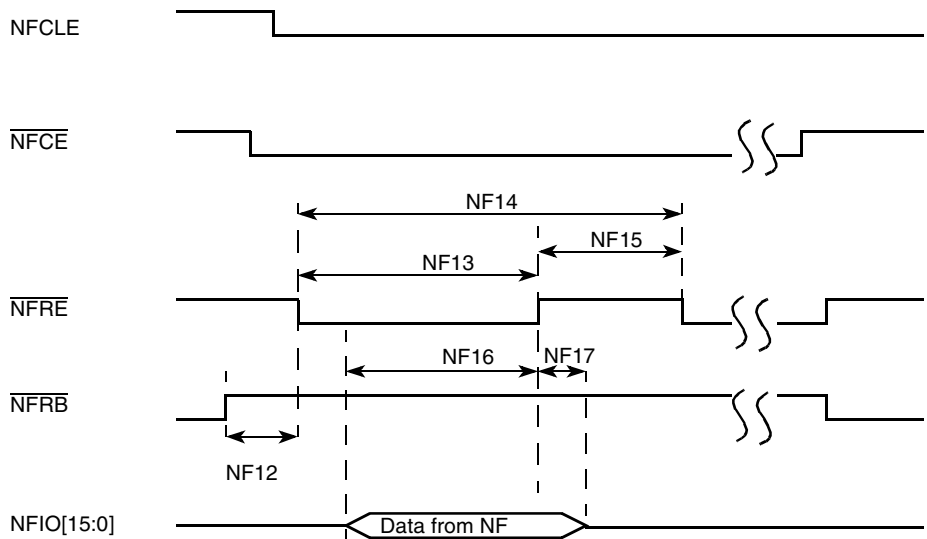 NFCLE
NFCE
NF14
NF15
NF13
NFRE
NF16
NF17
NFRB
NF12
NFIO[15:0]
Data from NF